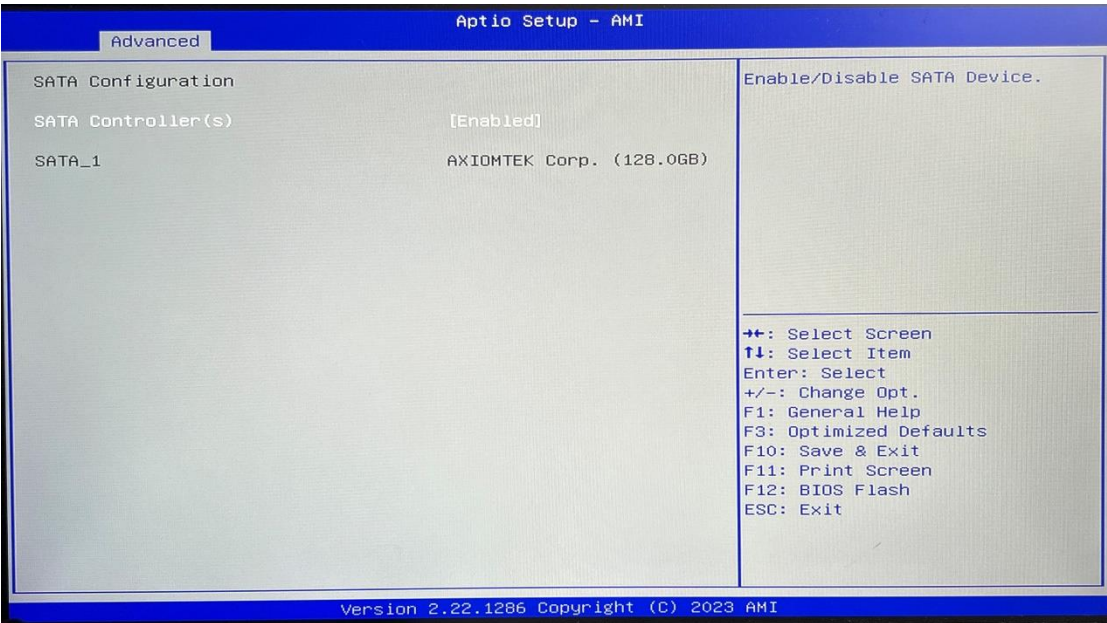 Aptio Setup – AMI
Advanced
SATA Configuration
SATA Controller(s) [Enabled]
SATA_1 AXIOMTEK Corp. (128.0GB)
Enable/Disable SATA Device.
→←: Select Screen
↑↓: Select Item
Enter: Select
+/-: Change Opt.
F1: General Help
F3: Optimized Defaults
F10: Save & Exit
F11: Print Screen
F12: BIOS Flash
ESC: Exit
Version 2.22.1286 Copyright (C) 2023 AMI